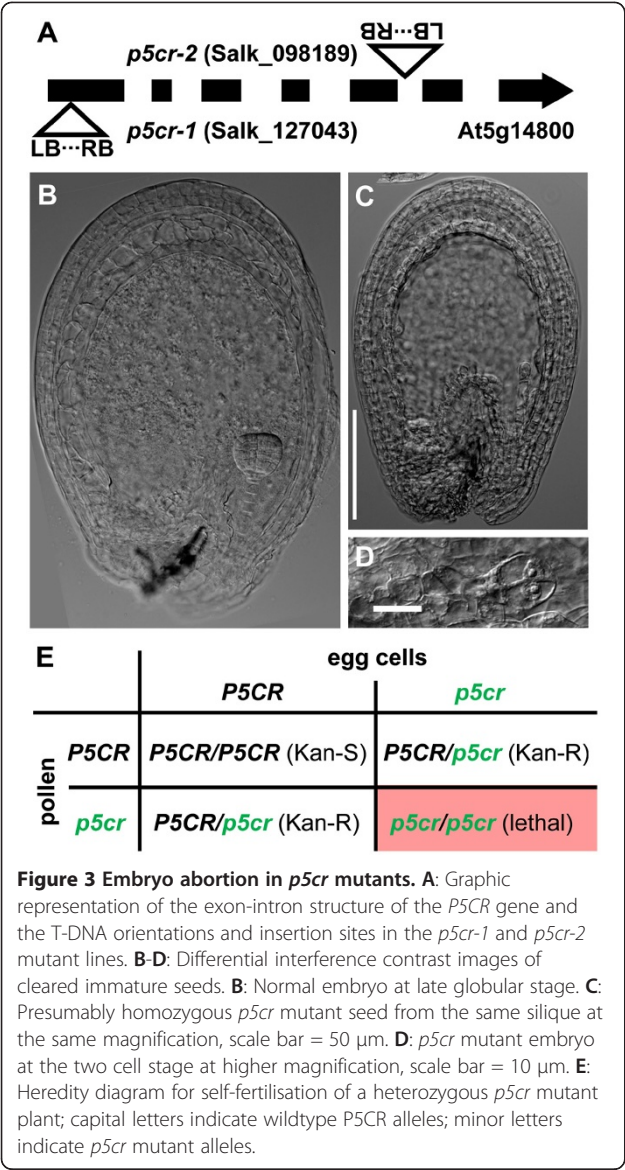 A
p5cr-2 (Salk_098189)
LB···RB
LB···RB
p5cr-1 (Salk_127043)
At5g14800
B
C
D
E
egg cells
P5CR
p5cr
pollen
P5CR
P5CR/P5CR (Kan-S)
P5CR/p5cr (Kan-R)
p5cr
P5CR/p5cr (Kan-R)
p5cr/p5cr (lethal)
Figure 3 Embryo abortion in p5cr mutants. A: Graphic
representation of the exon-intron structure of the P5CR gene and
the T-DNA orientations and insertion sites in the p5cr-1 and p5cr-2
mutant lines. B-D: Differential interference contrast images of
cleared immature seeds. B: Normal embryo at late globular stage. C:
Presumably homozygous p5cr mutant seed from the same silique at
the same magnification, scale bar = 50 μm. D: p5cr mutant embryo
at the two cell stage at higher magnification, scale bar = 10 μm. E:
Heredity diagram for self-fertilisation of a heterozygous p5cr mutant
plant; capital letters indicate wildtype P5CR alleles; minor letters
indicate p5cr mutant alleles.